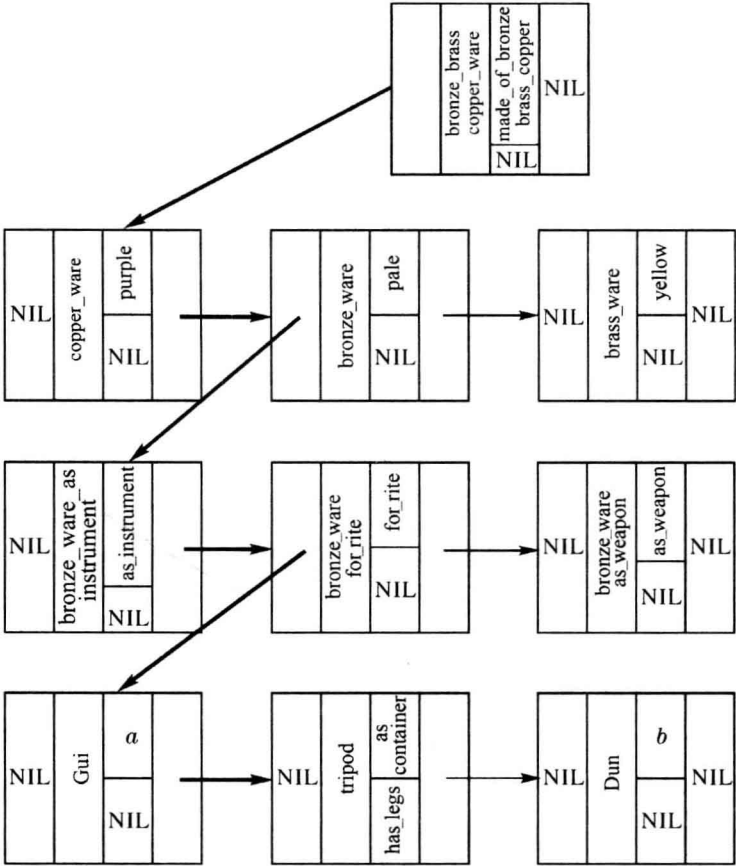 bronze_brass
copper_ware
made_of_bronze
brass_copper
NIL
NIL
NIL
copper_ware
purple
NIL
bronze_ware
pale
NIL
NIL
brass_ware
yellow
NIL
NIL
NIL
bronze_ware_as
instrument
as_instrument
NIL
bronze_ware
for_rite
for_rite
NIL
NIL
bronze_ware
as_weapon
as_weapon
NIL
NIL
NIL
Gui
a
NIL
NIL
tripod
as
container
has_legs
NIL
Dun
b
NIL
NIL